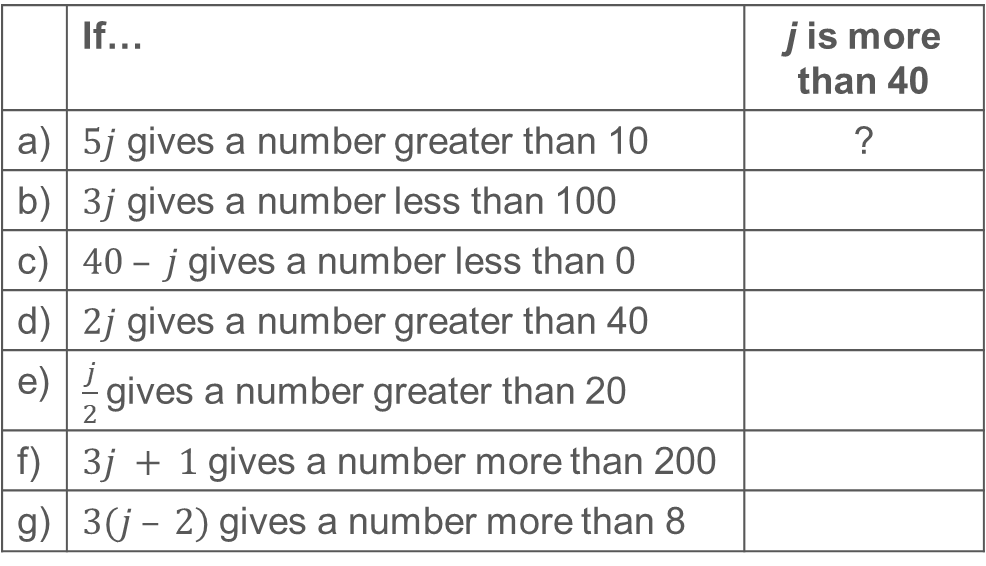 If…
j is more
than 40
a) 5j gives a number greater than 10 ?
b) 3j gives a number less than 100
c) 40 – j gives a number less than 0
d) 2j gives a number greater than 40
e) j/2 gives a number greater than 20
f) 3j + 1 gives a number more than 200
g) 3(j – 2) gives a number more than 8